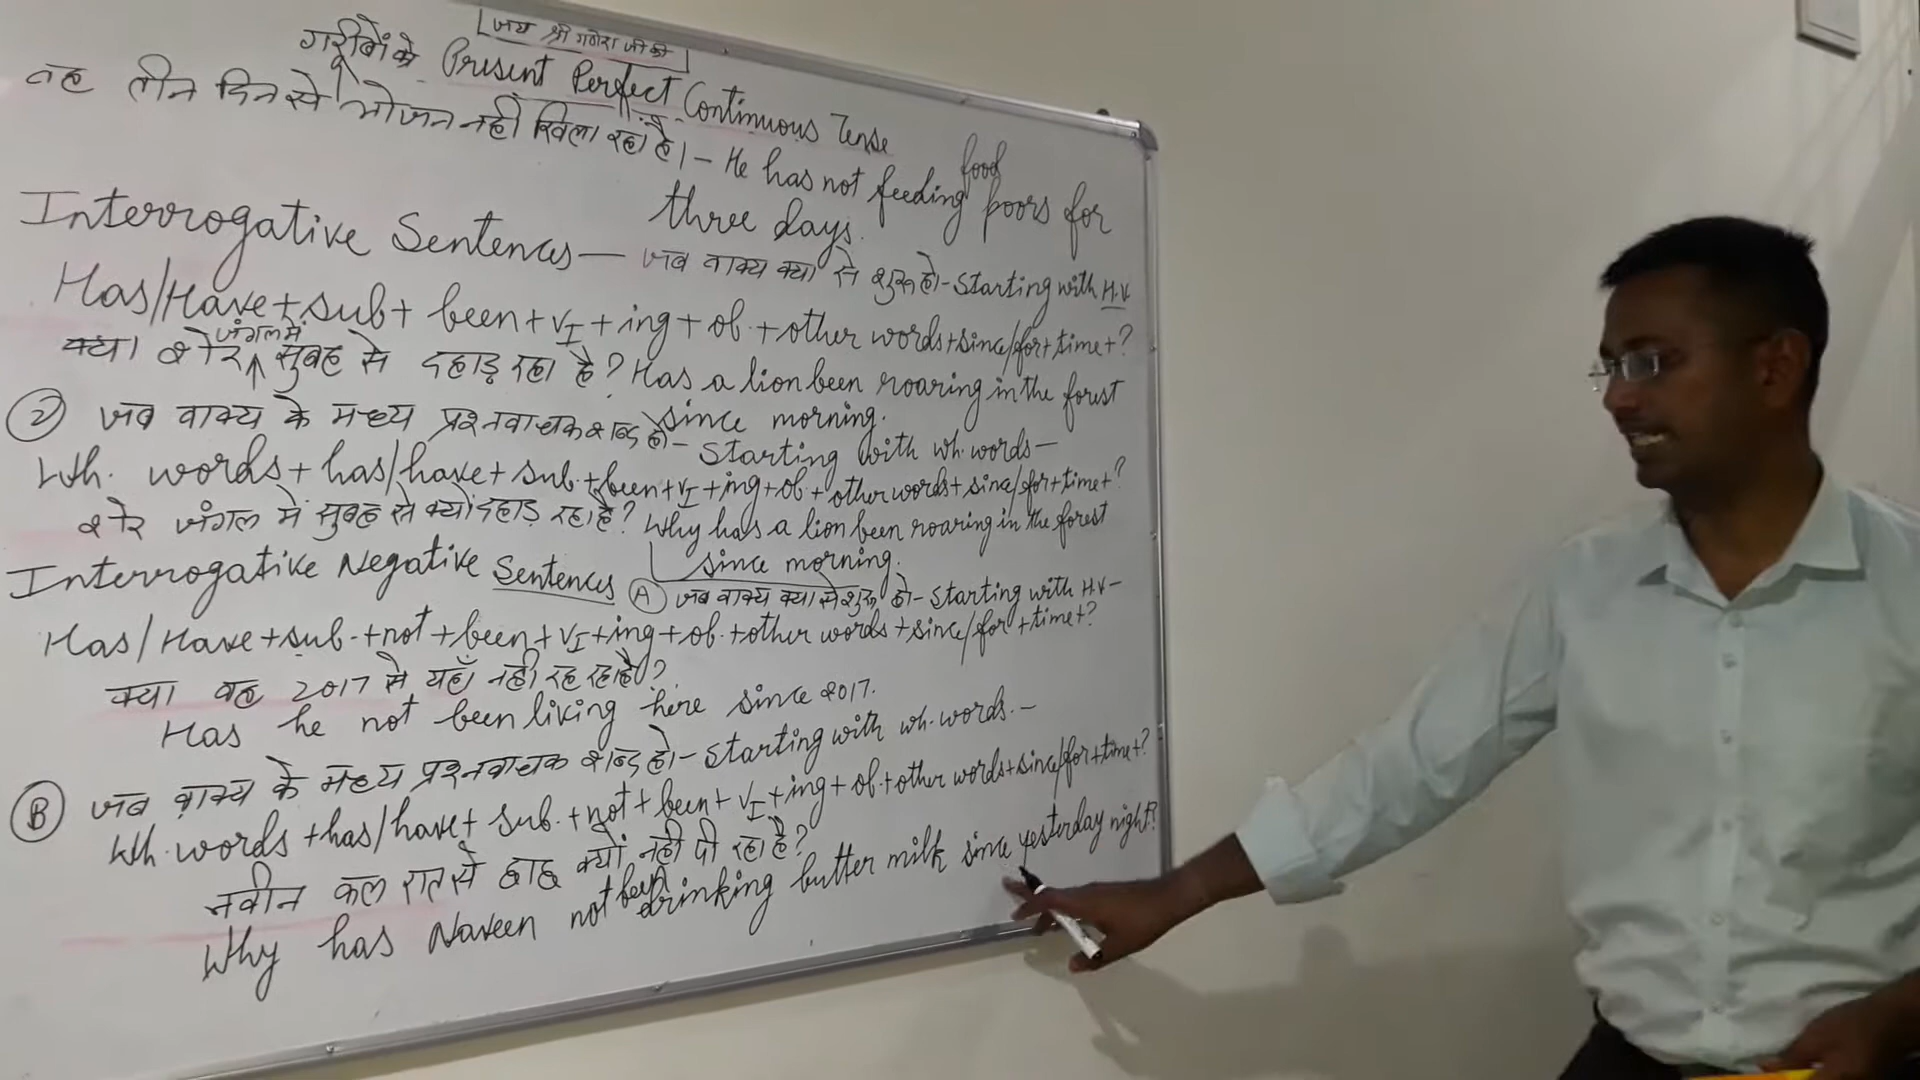 जय श्री गणेश जी की
Present Perfect Continuous Tense
गरीबों को
वह तीन दिन से भोजन नहीं खिला रहा है। - He has not feeding food poors for
three days.
Interrogative Sentences — जब वाक्य क्या से शुरू हो - Starting with H.V.
Has/Have + sub + been + VI + ing + ob. + other words + since/for + time + ?
जंगल में
क्या शेर सुबह से दहाड़ रहा है? Has a lion been roaring in the forest
since morning.
② जब वाक्य के मध्य प्रश्नवाचक शब्द हो - Starting with wh. words —
Wh. words + has/have + sub. + been + VI + ing + ob + other words + since/for + time + ?
शेर जंगल में सुबह से क्यों दहाड़ रहा है? Why has a lion been roaring in the forest
since morning.
Interrogative Negative Sentences Ⓐ जब वाक्य क्या से शुरू हो - Starting with H.V -
Has/Have + sub. + not + been + VI + ing + ob. + other words + since/for + time + ?
क्या वह 2017 से यहाँ नहीं रह रहा है?
Has he not been living here since 2017.
Ⓑ जब वाक्य के मध्य प्रश्नवाचक शब्द हो - Starting with wh. words. —
Wh. words + has/have + sub. + not + been + VI + ing + ob. + other words + since/for + time + ?
नवीन कल रात से छाछ क्यों नहीं पी रहा है?
Why has Naveen not been drinking butter milk since yesterday night?